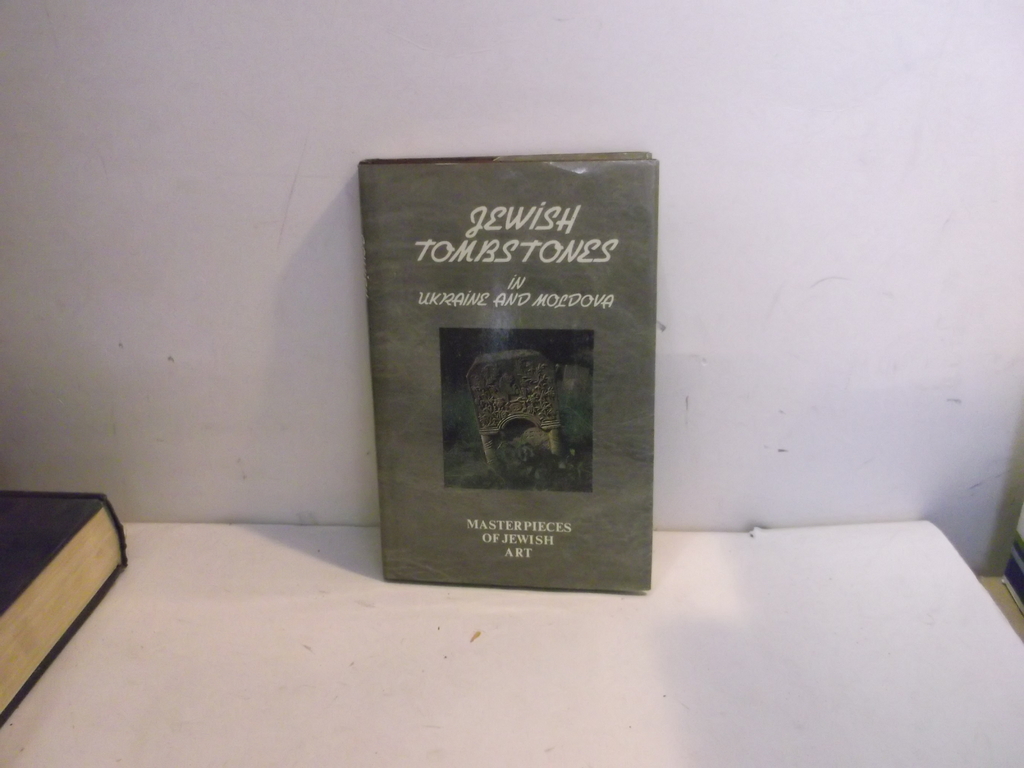 JEWISH
TOMBSTONES
IN
UKRAINE AND MOLDOVA
MASTERPIECES
OF JEWISH
ART